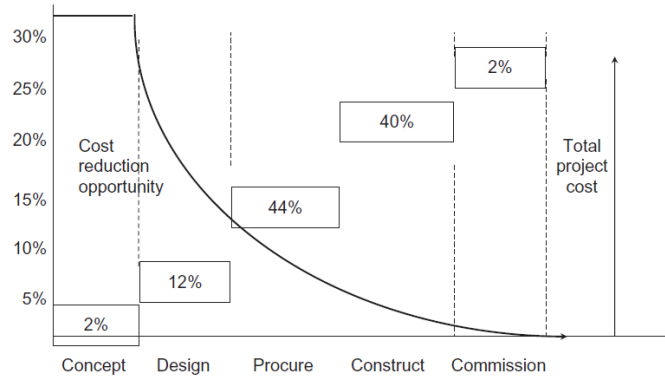 30%
25%
20%
15%
10%
5%
Cost
reduction
opportunity
2%
12%
44%
40%
2%
Total
project
cost
Concept
Design
Procure
Construct
Commission